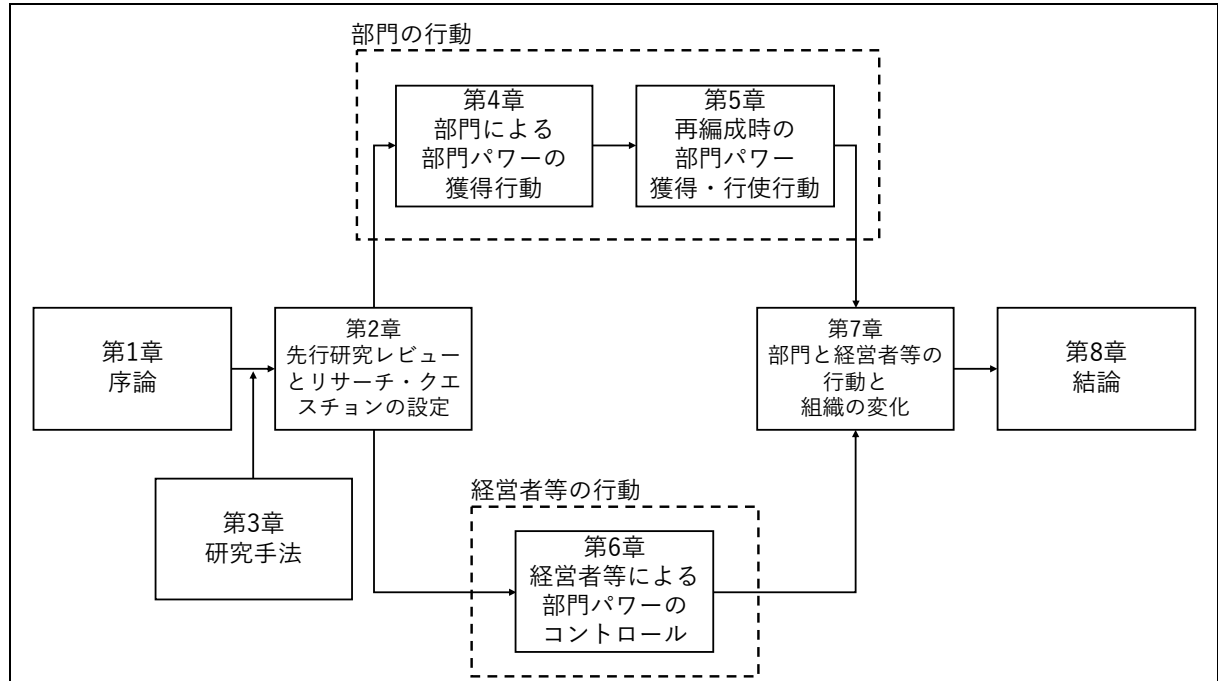 部門の行動
第4章
部門による
部門パワーの
獲得行動
第5章
再編成時の
部門パワー
獲得・行使行動
第1章
序論
第2章
先行研究レビュー
とリサーチ・クエ
スチョンの設定
第3章
研究手法
経営者等の行動
第6章
経営者等による
部門パワーの
コントロール
第7章
部門と経営者等の
行動と
組織の変化
第8章
結論